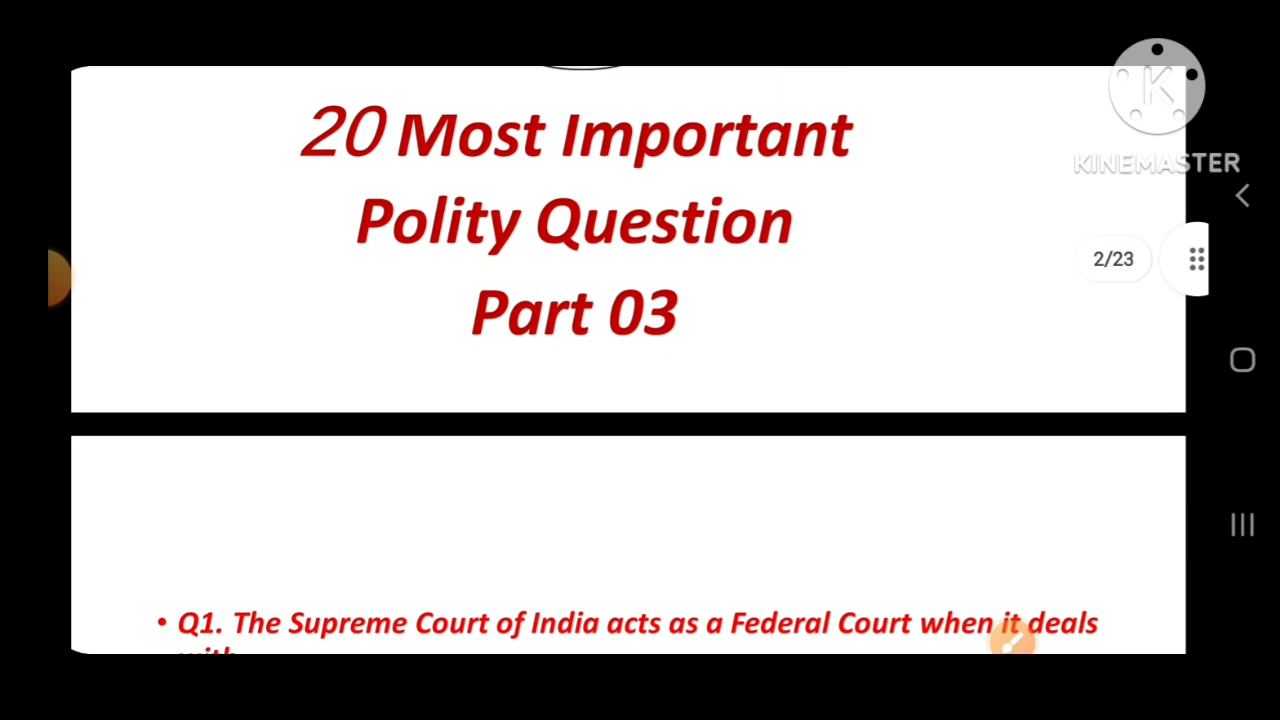 20 Most Important
KINEMASTER
Polity Question
2/23
Part 03
• Q1. The Supreme Court of India acts as a Federal Court when it deals